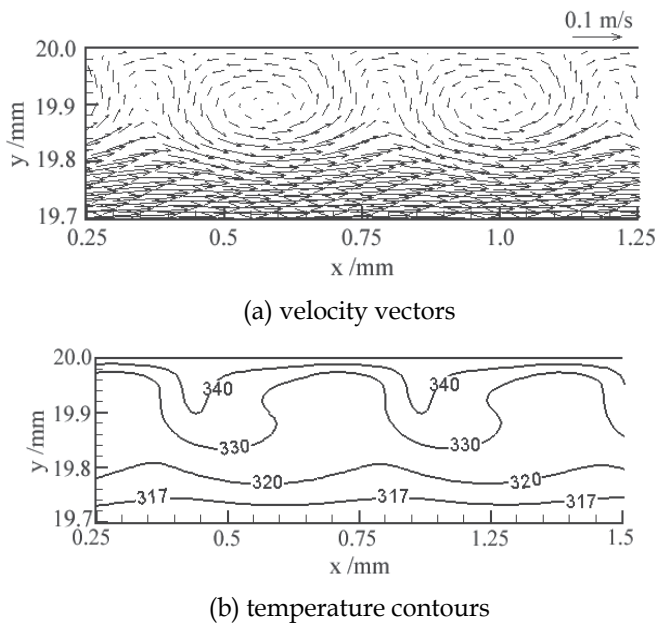 0.1 m/s
20.0
19.9
19.8
19.7
y /mm
0.25 0.5 0.75 1.0 1.25
x /mm
(a) velocity vectors
20.0
19.9
19.8
19.7
y /mm
340 340
330 330
320 320
317 317 317
0.25 0.5 0.75 1.25 1.5
x /mm
(b) temperature contours